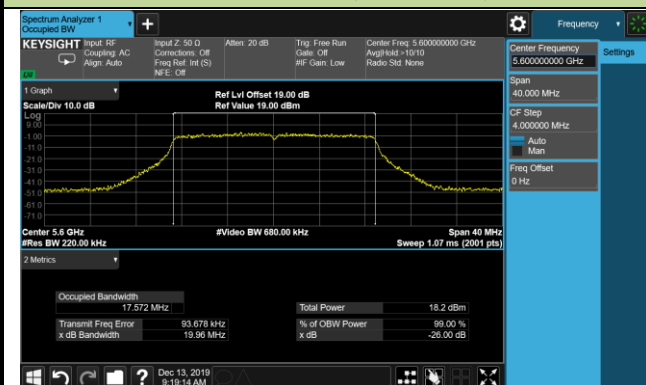 Spectrum Analyzer 1
Occupied BW
+
Frequency
KEYSIGHT
Input: RF
Coupling: AC
Align: Auto
Input Z: 50 Ω
Corrections: Off
Freq Ref: Int (S)
NFE: Off
Atten: 20 dB
Trig: Free Run
Gate: Off
#IF Gain: Low
Center Freq: 5.600000000 GHz
Avg|Hold:>10/10
Radio Std: None
Center Frequency
5.600000000 GHz
Settings
Span
40.000 MHz
CF Step
4.000000 MHz
Auto
Man
Freq Offset
0 Hz
1 Graph
Scale/Div 10.0 dB
Ref Lvl Offset 19.00 dB
Ref Value 19.00 dBm
Log
9.00
-1.00
-11.0
-21.0
-31.0
-41.0
-51.0
-61.0
-71.0
Center 5.6 GHz
#Video BW 680.00 kHz
Span 40 MHz
#Res BW 220.00 kHz
Sweep 1.07 ms (2001 pts)
2 Metrics
Occupied Bandwidth
17.572 MHz
Total Power
18.2 dBm
Transmit Freq Error
93.678 kHz
% of OBW Power
99.00 %
x dB Bandwidth
19.96 MHz
x dB
-26.00 dB
?
Dec 13, 2019
9:19:14 AM